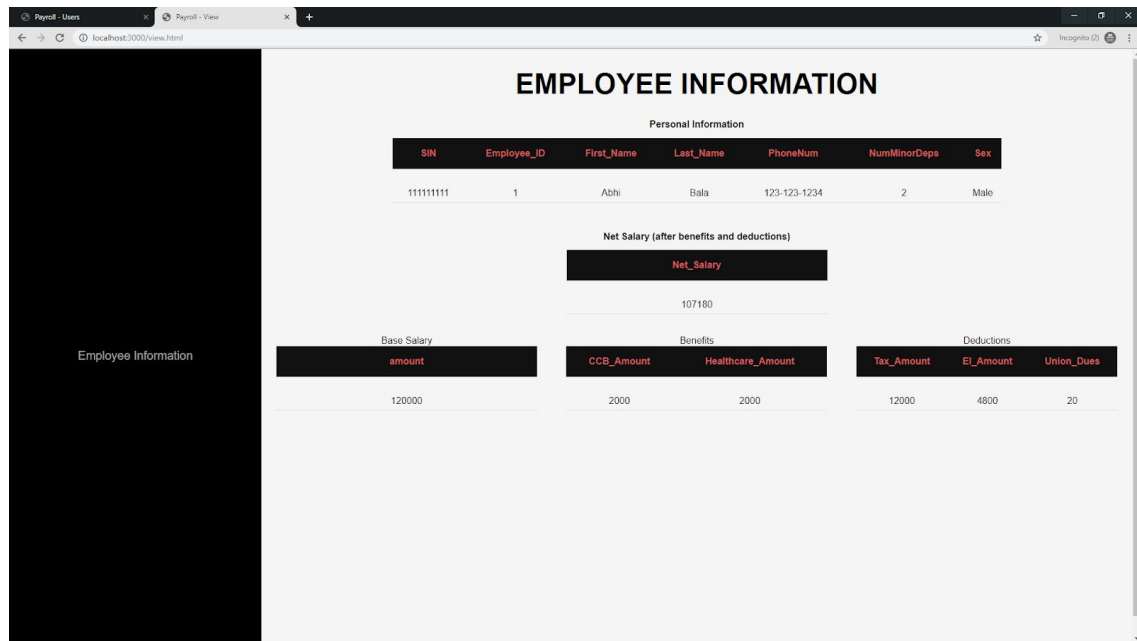 Payroll - Users
Payroll - View
localhost:3000/view.html
Incognito (2)
Employee Information
EMPLOYEE INFORMATION
Personal Information
SIN Employee_ID First_Name Last_Name PhoneNum NumMinorDeps Sex
111111111 1 Abhi Bala 123-123-1234 2 Male
Net Salary (after benefits and deductions)
Net_Salary
107180
Base Salary
amount
120000
Benefits
CCB_Amount Healthcare_Amount
2000 2000
Deductions
Tax_Amount EI_Amount Union_Dues
12000 4800 20